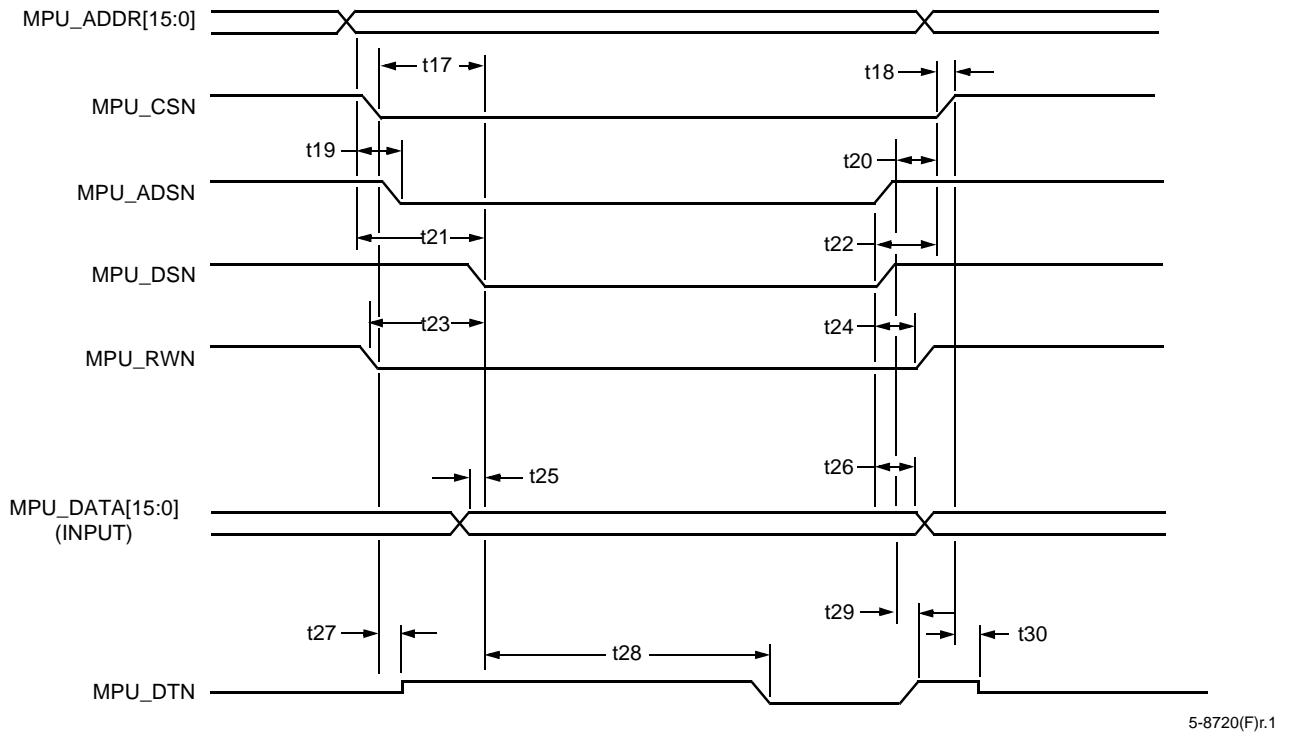 MPU_ADDR[15:0]
t17
t18
MPU_CSN
t19
t20
MPU_ADSN
t21
t22
MPU_DSN
t23
t24
MPU_RWN
t25
t26
MPU_DATA[15:0]
(INPUT)
t27
t28
t29
t30
MPU_DTN
5-8720(F)r.1